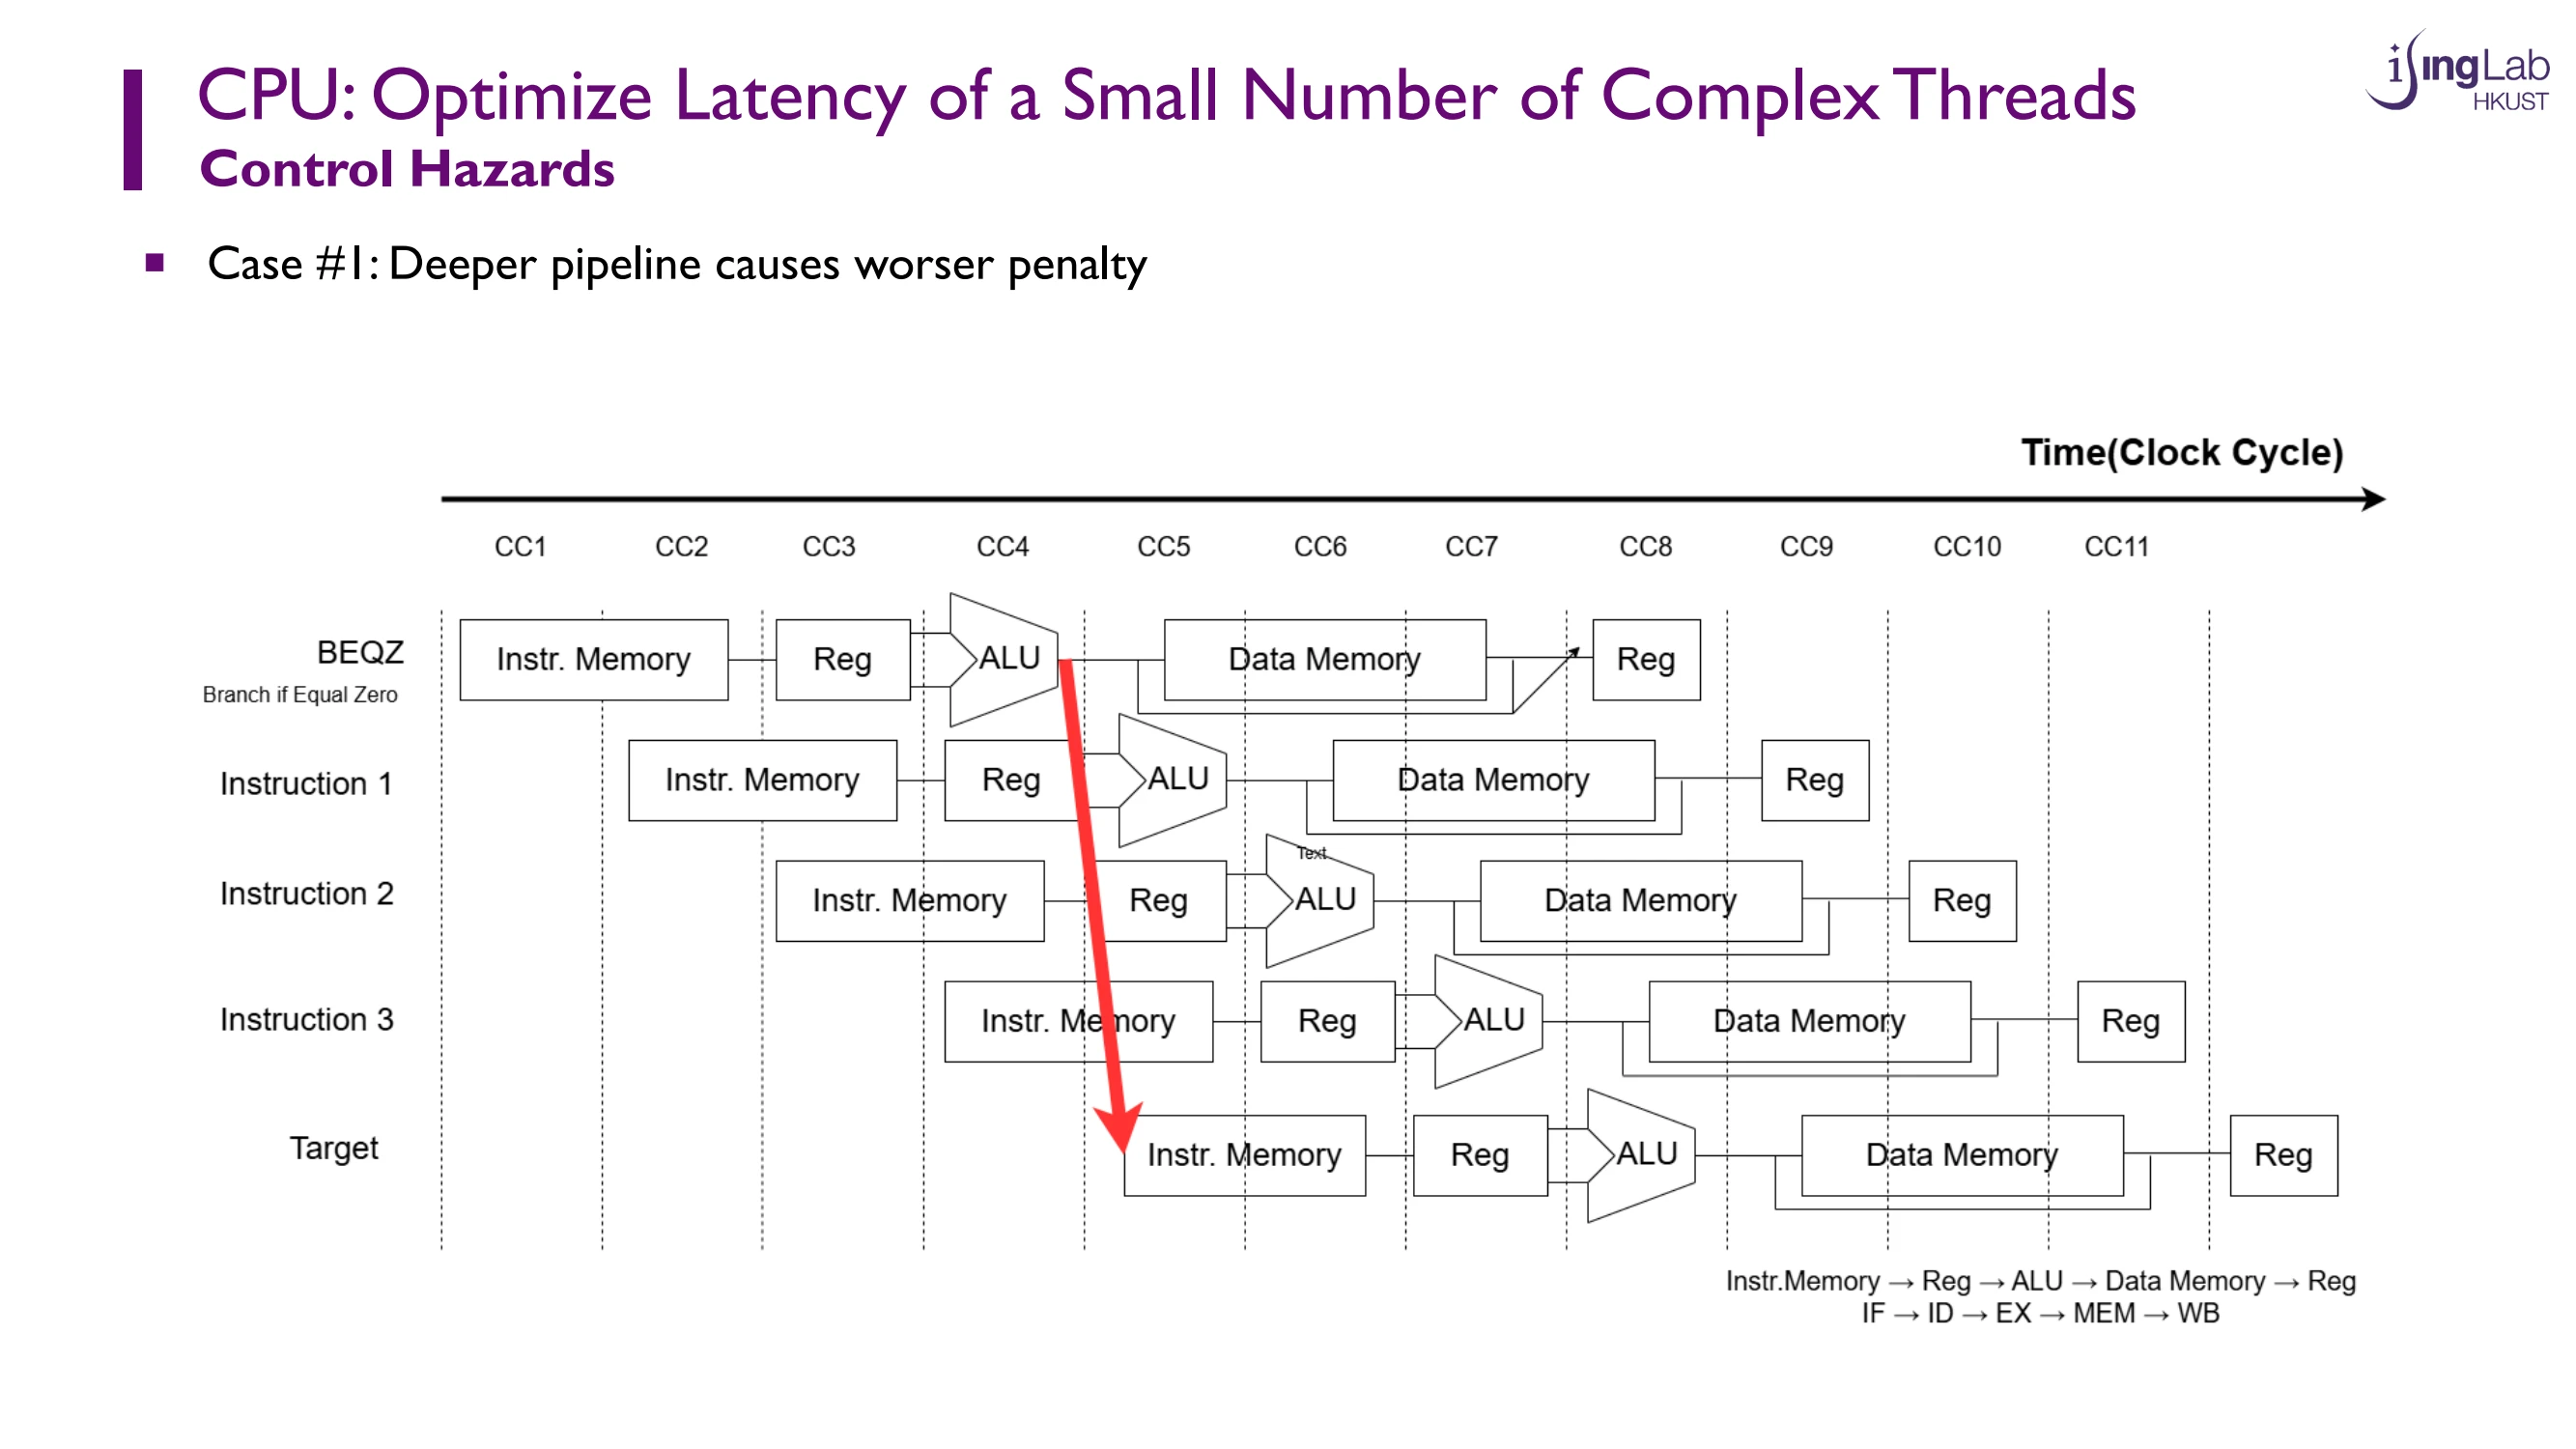 CPU: Optimize Latency of a Small Number of Complex Threads
isingLab
HKUST
Control Hazards
Case #1: Deeper pipeline causes worser penalty
Time(Clock Cycle)
CC1 CC2 CC3 CC4 CC5 CC6 CC7 CC8 CC9 CC10 CC11
BEQZ Instr. Memory Reg ALU Data Memory Reg
Branch if Equal Zero
Instruction 1 Instr. Memory Reg ALU Data Memory Reg
Text
Instruction 2 Instr. Memory Reg ALU Data Memory Reg
Instruction 3 Instr. Memory Reg ALU Data Memory Reg
Target Instr. Memory Reg ALU Data Memory Reg
Instr.Memory → Reg → ALU → Data Memory → Reg
IF → ID → EX → MEM → WB